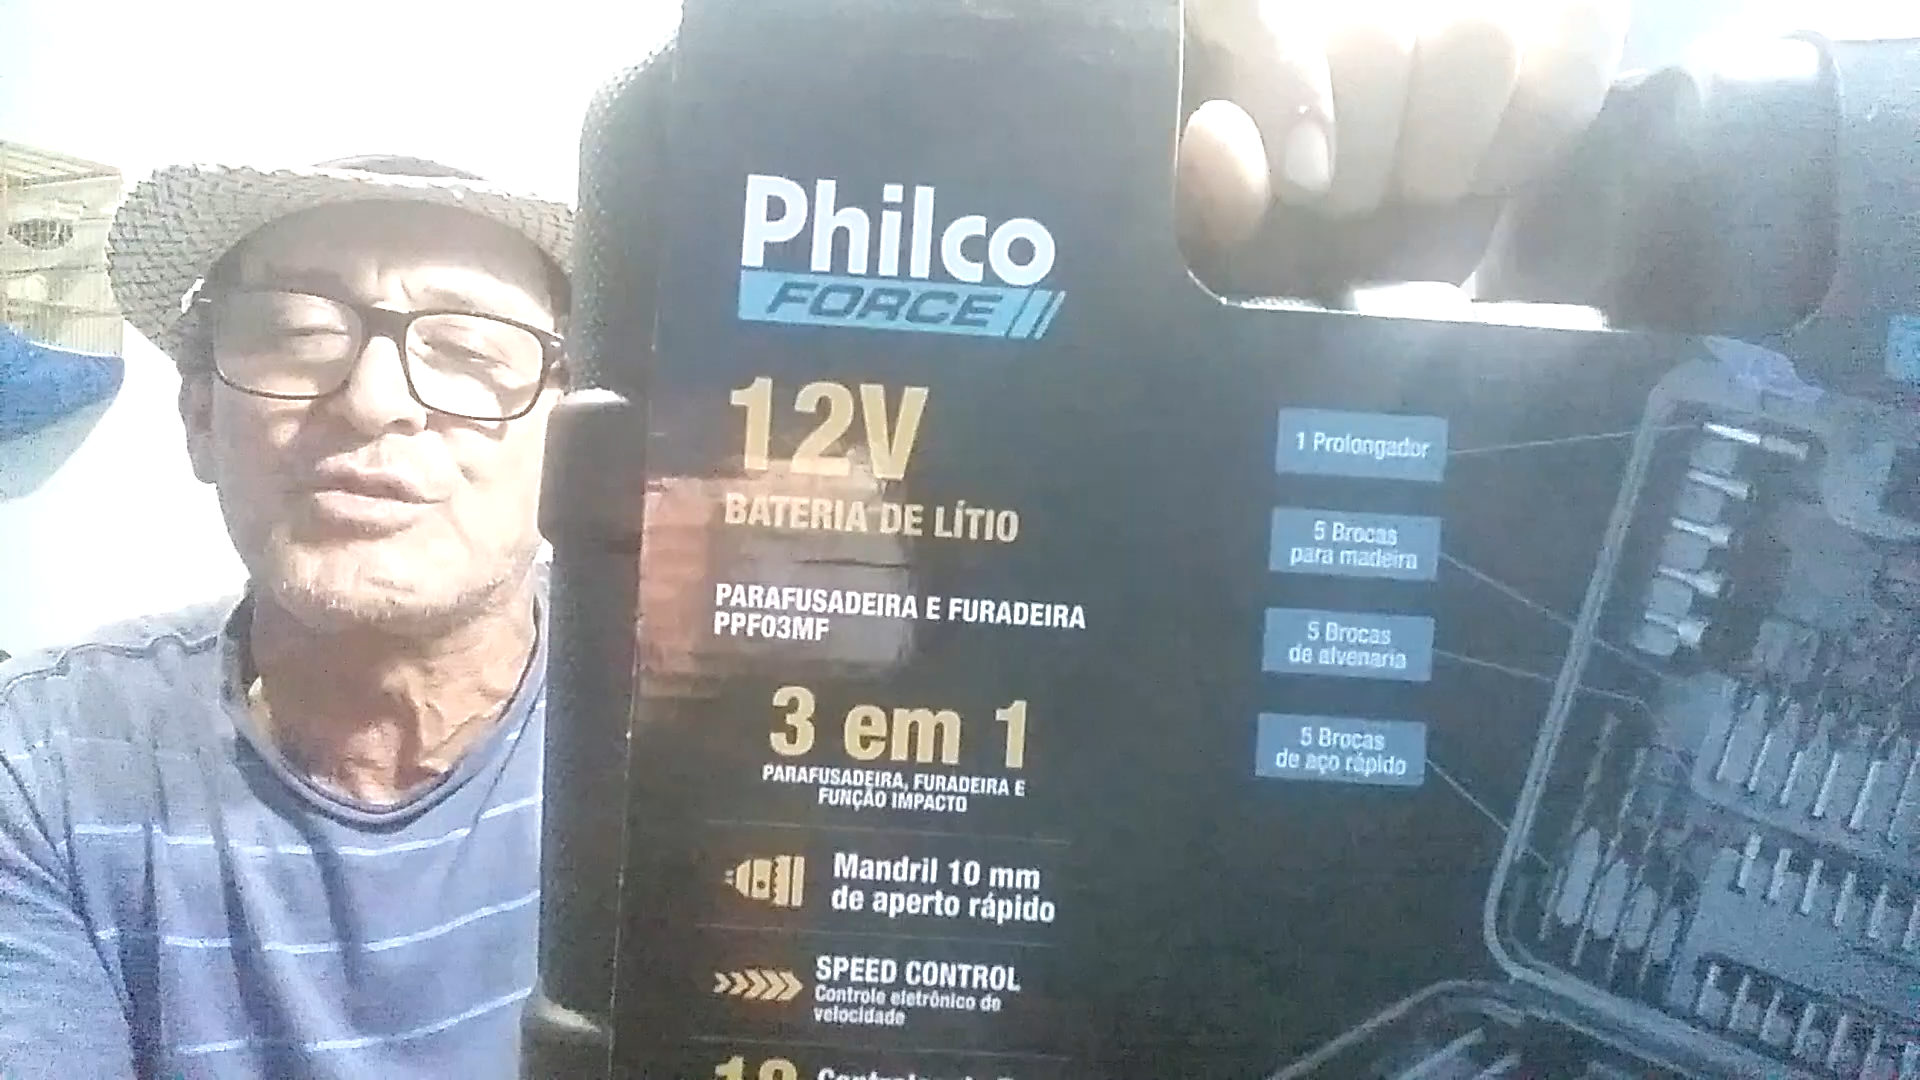 Philco
FORCE
12V
BATERIA DE LÍTIO
PARAFUSADEIRA E FURADEIRA
PPF03MF
3 em 1
PARAFUSADEIRA, FURADEIRA E
FUNÇÃO IMPACTO
Mandril 10 mm
de aperto rápido
SPEED CONTROL
Controle eletrônico de
velocidade
1 Prolongador
5 Brocas
para madeira
5 Brocas
de alvenaria
5 Brocas
de aço rápido